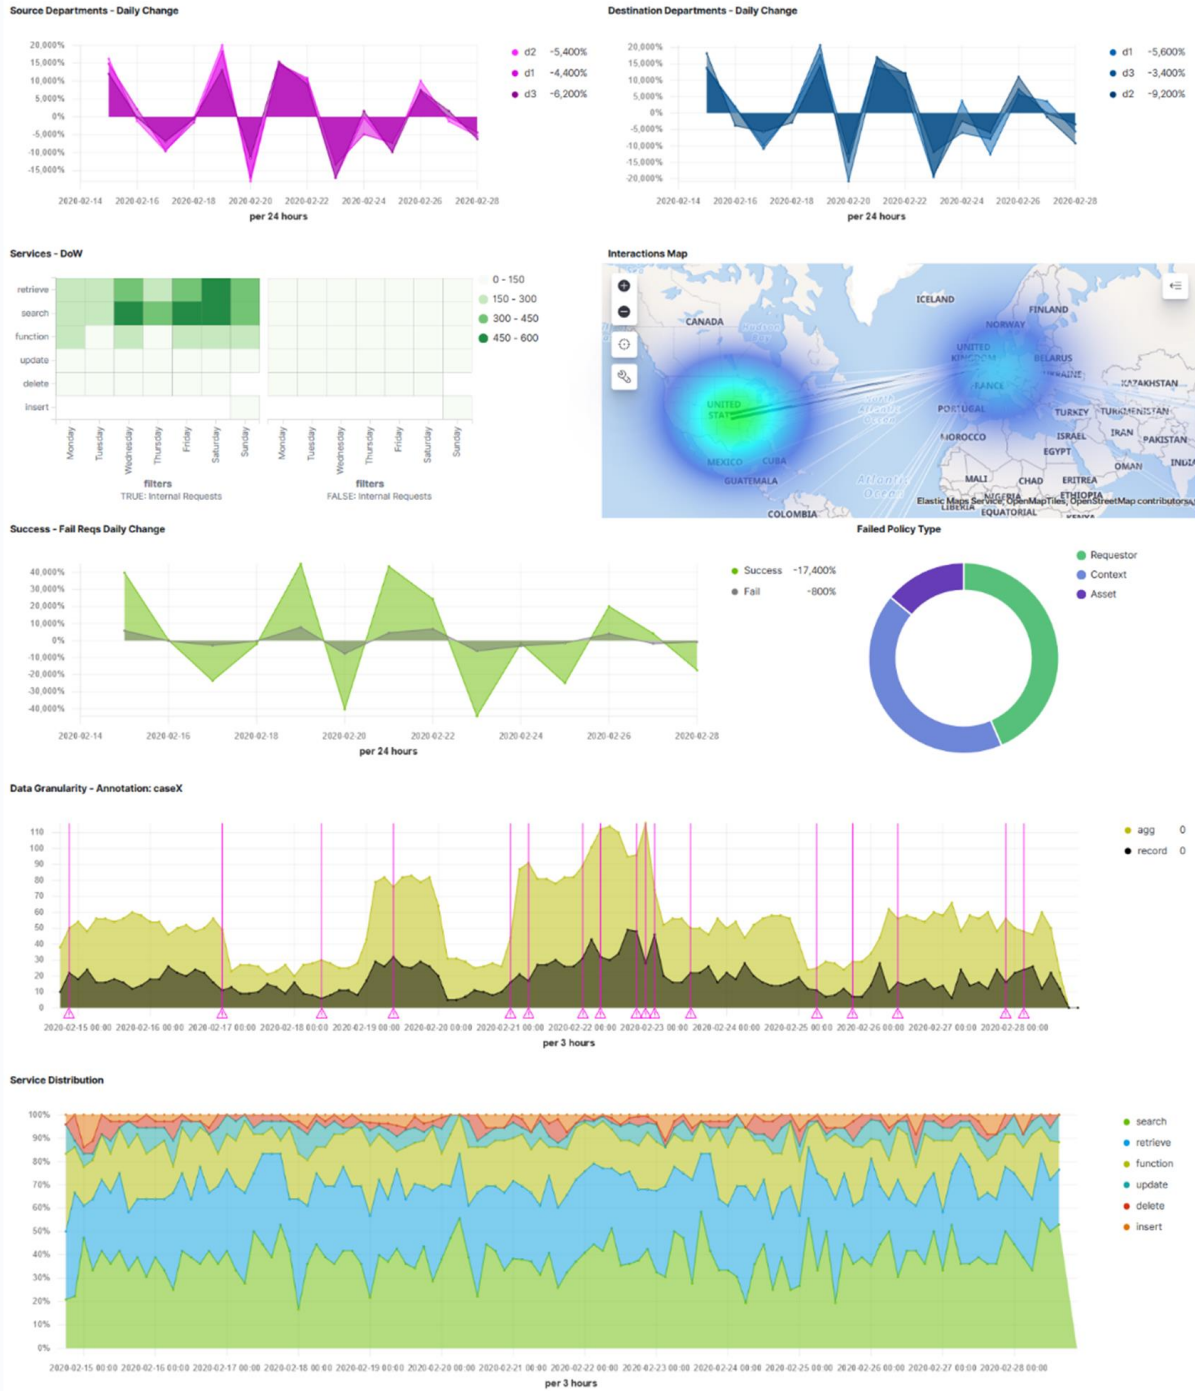 Source Departments - Daily Change
20,000%
15,000%
10,000%
5,000%
0%
-5,000%
-10,000%
-15,000%
2020-02-14 2020-02-16 2020-02-18 2020-02-20 2020-02-22 2020-02-24 2020-02-26 2020-02-28
per 24 hours
d2 -5,400%
d1 -4,400%
d3 -6,200%
Destination Departments - Daily Change
20,000%
15,000%
10,000%
5,000%
0%
-5,000%
-10,000%
-15,000%
-20,000%
2020-02-14 2020-02-16 2020-02-18 2020-02-20 2020-02-22 2020-02-24 2020-02-26 2020-02-28
per 24 hours
d1 -5,600%
d3 -3,400%
d2 -9,200%
Services - DoW
retrieve
search
function
update
delete
insert
Monday Tuesday Wednesday Thursday Friday Saturday Sunday Monday Tuesday Wednesday Thursday Friday Saturday Sunday
filters filters
TRUE: Internal Requests FALSE: Internal Requests
0 - 150
150 - 300
300 - 450
450 - 600
Interactions Map
ICELAND
FINLAND
CANADA
NORWAY
Hudson
Bay
UNITED
KINGDOM
BELARUS
UKRAINE
KAZAKHSTAN
RANCE
UNITED
STAT
PORTUGAL
TURKEY TURKMENISTAN
Atlantic
Ocean
MOROCCO
ISRAEL
IRAN
PAKISTAN
EGYPT
MEXICO CUBA
OMAN
INDIA
GUATEMALA
Atlantic
Ocean
MALI CHAD ERITREA
NIGERIA
ETHIOPIA
Elastic Maps Service, OpenMapTiles, OpenStreetMap contributors
LIBERIA
EQUATORIAL
COLOMBIA
KENYA
Success - Fail Reqs Daily Change
40,000%
30,000%
20,000%
10,000%
0%
-10,000%
-20,000%
-30,000%
-40,000%
2020-02-14 2020-02-16 2020-02-18 2020-02-20 2020-02-22 2020-02-24 2020-02-26 2020-02-28
per 24 hours
Success -17,400%
Fail -800%
Failed Policy Type
Requestor
Context
Asset
Data Granularity - Annotation: caseX
110
100
90
80
70
60
50
40
30
20
10
0
2020-02-15 00:00 2020-02-16 00:00 2020-02-17 00:00 2020-02-18 00:00 2020-02-19 00:00 2020-02-20 00:00 2020-02-21 00:00 2020-02-22 00:00 2020-02-23 00:00 2020-02-24 00:00 2020-02-25 00:00 2020-02-26 00:00 2020-02-27 00:00 2020-02-28 00:00
per 3 hours
agg 0
record 0
Service Distribution
100%
90%
80%
70%
60%
50%
40%
30%
20%
10%
0%
2020-02-15 00:00 2020-02-16 00:00 2020-02-17 00:00 2020-02-18 00:00 2020-02-19 00:00 2020-02-20 00:00 2020-02-21 00:00 2020-02-22 00:00 2020-02-23 00:00 2020-02-24 00:00 2020-02-25 00:00 2020-02-26 00:00 2020-02-27 00:00 2020-02-28 00:00
per 3 hours
search
retrieve
function
update
delete
insert